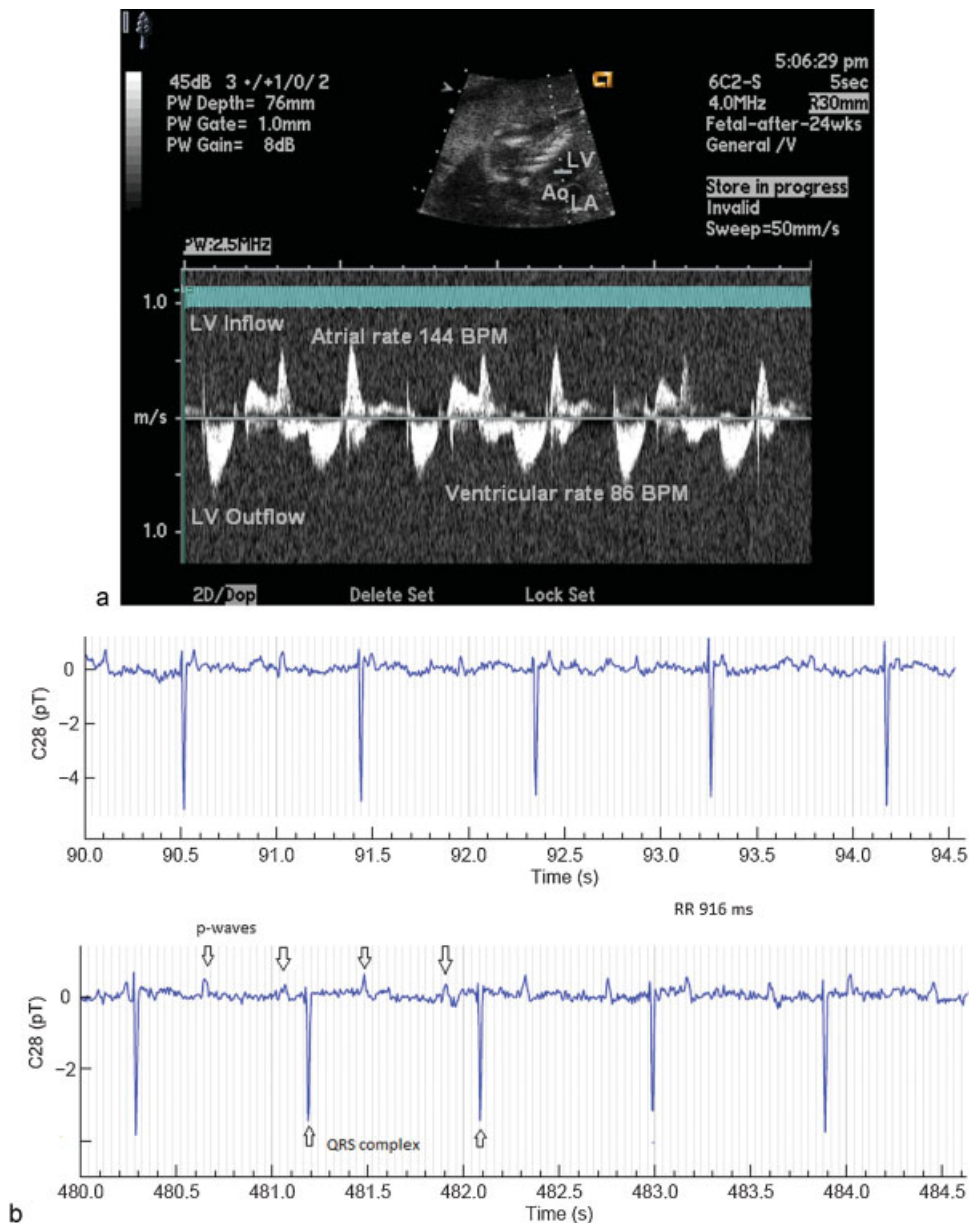 5:06:29 pm
45dB 3 +/+1/0/ 2
6C2-S 5sec
PW Depth= 76mm
4.0MHz R30mm
PW Gate= 1.0mm
Fetal-after-24wks
PW Gain= 8dB
General /V
LV
Ao LA
Store in progress
Invalid
Sweep=50mm/s
PW:2.5MHz
1.0
LV Inflow
Atrial rate 144 BPM
m/s
Ventricular rate 86 BPM
LV Outflow
1.0
2D/Dop Delete Set Lock Set
a
0
−2
−4
C28 (pT)
90.0 90.5 91.0 91.5 92.0 92.5 93.0 93.5 94.0 94.5
Time (s)
RR 916 ms
p-waves
0
−2
C28 (pT)
QRS complex
480.0 480.5 481.0 481.5 482.0 482.5 483.0 483.5 484.0 484.5
Time (s)
b